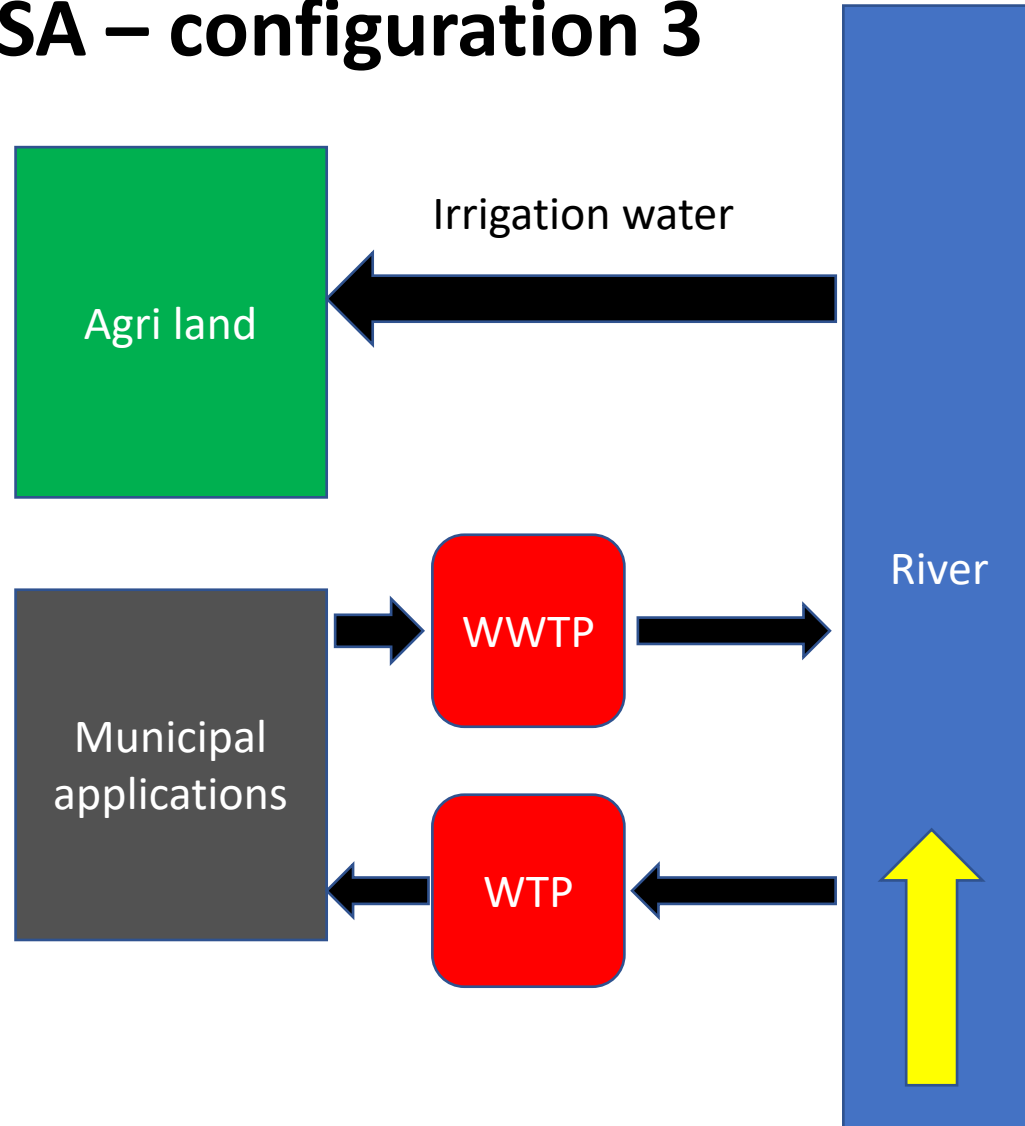 SA – configuration 3
Irrigation water
Agri land
River
WWTP
Municipal
applications
WTP